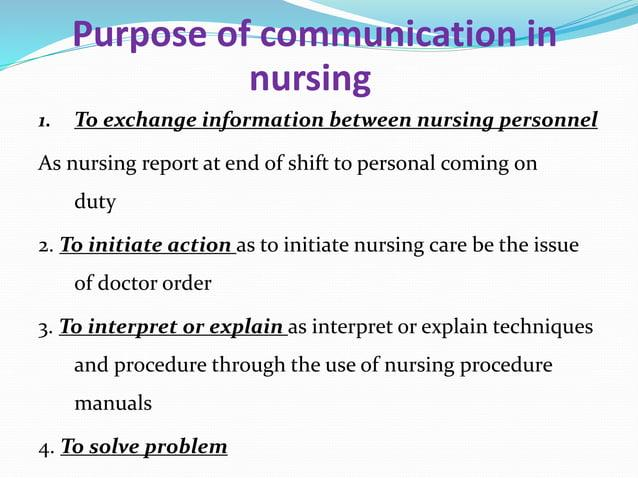 Purpose of communication in
nursing
1. To exchange information between nursing personnel
As nursing report at end of shift to personal coming on
duty
2. To initiate action as to initiate nursing care be the issue
of doctor order
3. To interpret or explain as interpret or explain techniques
and procedure through the use of nursing procedure
manuals
4. To solve problem